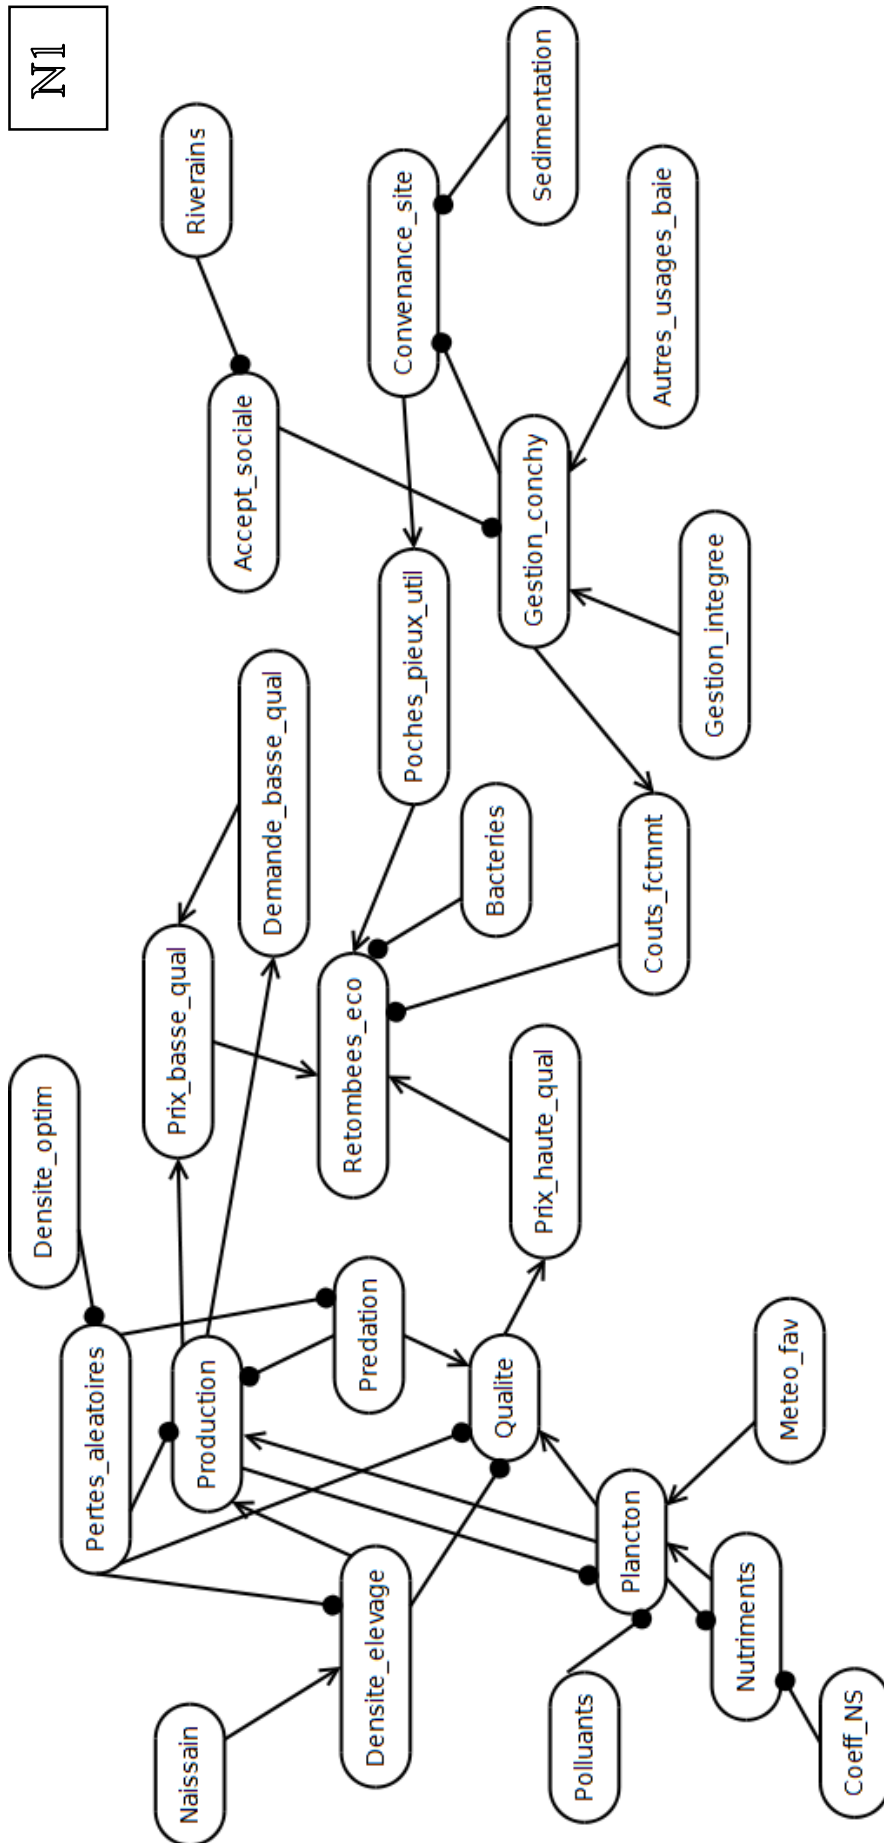 N1
Riverains
Sedimentation
Convenance_site
Autres_usages_baie
Accept_sociale
Gestion_conchy
Gestion_integree
Poches_pieux_util
Demande_basse_qual
Bacteries
Couts_fctnmt
Prix_basse_qual
Retombees_eco
Prix_haute_qual
Densite_optim
Predation
Qualite
Production
Pertes_aleatoires
Meteo_fav
Plancton
Nutriments
Densite_elevage
Polluants
Naissain
Coeff_NS